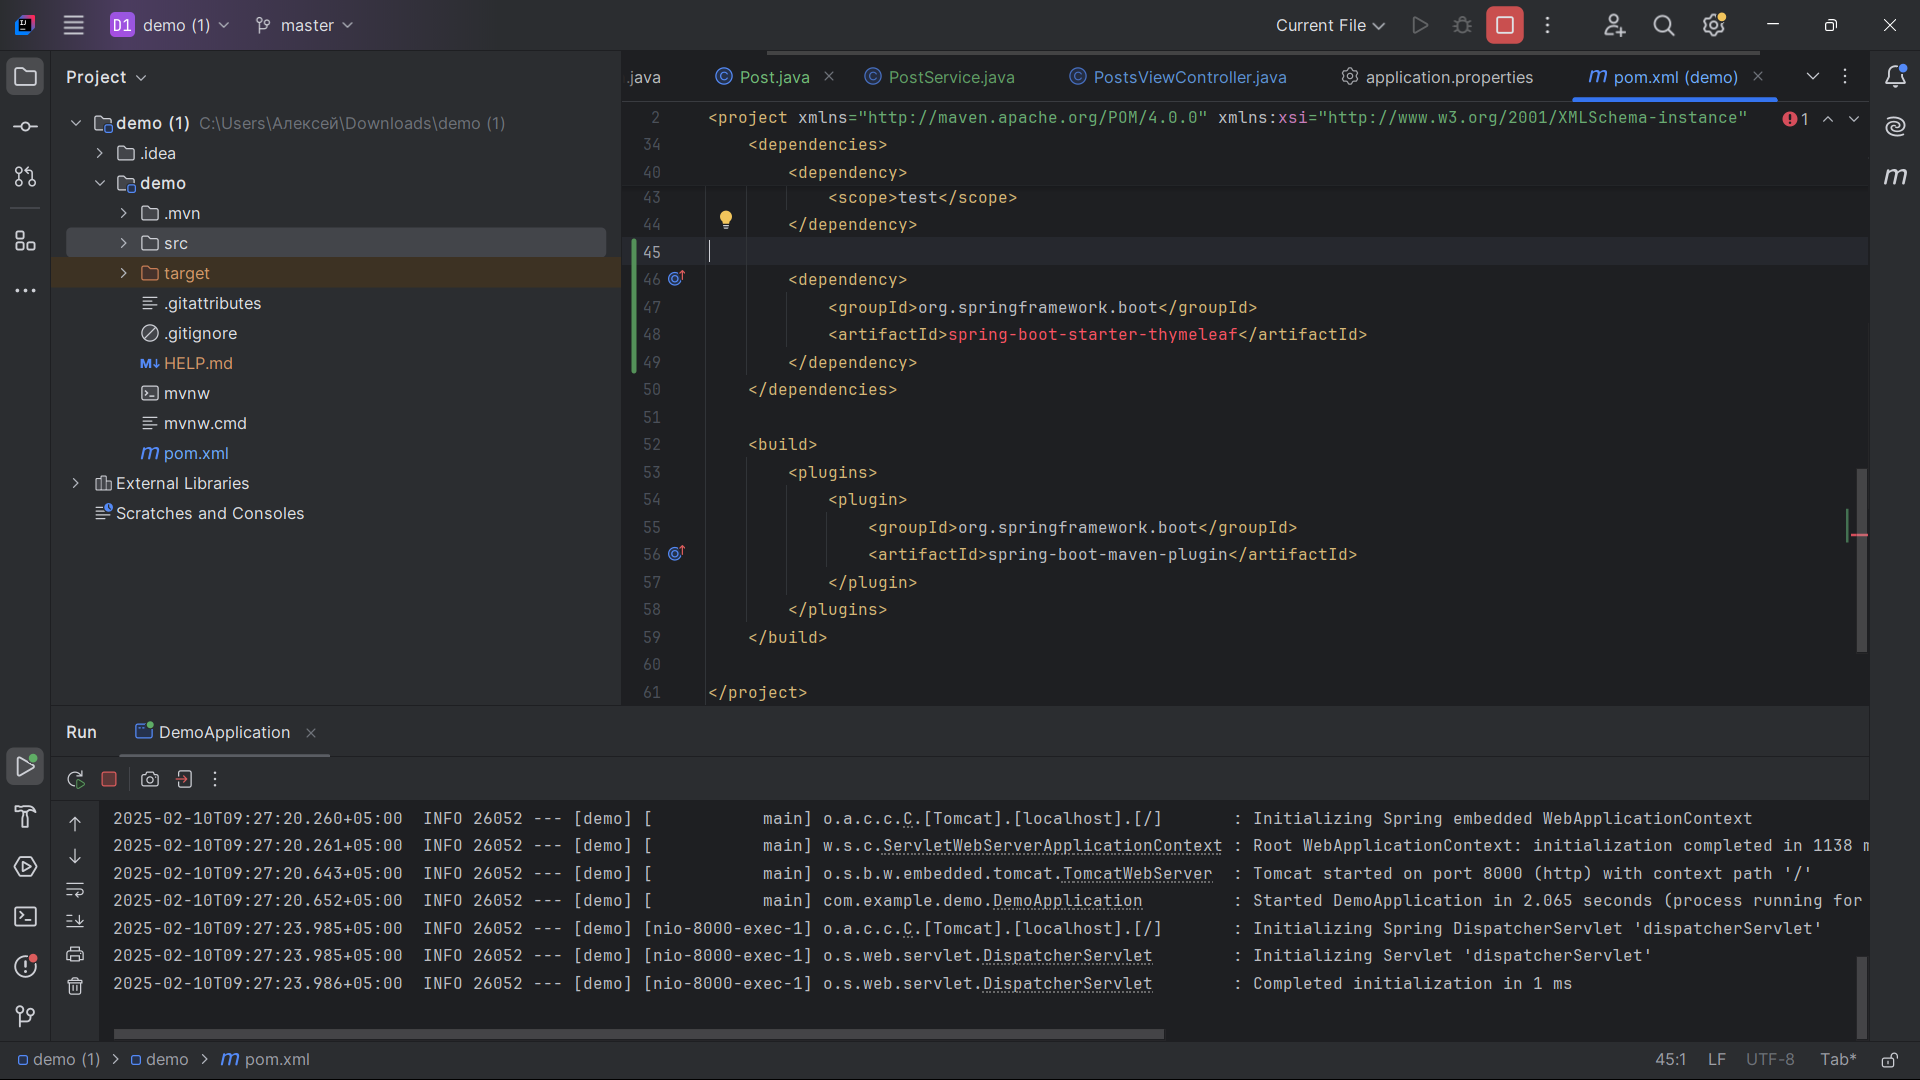 D1 demo (1) master Current File
Project
.java Post.java PostService.java PostsViewController.java application.properties m pom.xml (demo)
demo (1) C:\Users\Алексей\Downloads\demo (1)
.idea
demo
.mvn
src
target
.gitattributes
.gitignore
M↓ HELP.md
mvnw
mvnw.cmd
m pom.xml
External Libraries
Scratches and Consoles
2 <project xmlns="http://maven.apache.org/POM/4.0.0" xmlns:xsi="http://www.w3.org/2001/XMLSchema-instance" 1
34 <dependencies>
40 <dependency>
43 <scope>test</scope>
44 </dependency>
45
46 <dependency>
47 <groupId>org.springframework.boot</groupId>
48 <artifactId>spring-boot-starter-thymeleaf</artifactId>
49 </dependency>
50 </dependencies>
51
52 <build>
53 <plugins>
54 <plugin>
55 <groupId>org.springframework.boot</groupId>
56 <artifactId>spring-boot-maven-plugin</artifactId>
57 </plugin>
58 </plugins>
59 </build>
60
61 </project>
m
Run DemoApplication
2025-02-10T09:27:20.260+05:00 INFO 26052 --- [demo] [ main] o.a.c.c.C.[Tomcat].[localhost].[/] : Initializing Spring embedded WebApplicationContext
2025-02-10T09:27:20.261+05:00 INFO 26052 --- [demo] [ main] w.s.c.ServletWebServerApplicationContext : Root WebApplicationContext: initialization completed in 1138 m
2025-02-10T09:27:20.643+05:00 INFO 26052 --- [demo] [ main] o.s.b.w.embedded.tomcat.TomcatWebServer : Tomcat started on port 8000 (http) with context path '/'
2025-02-10T09:27:20.652+05:00 INFO 26052 --- [demo] [ main] com.example.demo.DemoApplication : Started DemoApplication in 2.065 seconds (process running for
2025-02-10T09:27:23.985+05:00 INFO 26052 --- [demo] [nio-8000-exec-1] o.a.c.c.C.[Tomcat].[localhost].[/] : Initializing Spring DispatcherServlet 'dispatcherServlet'
2025-02-10T09:27:23.985+05:00 INFO 26052 --- [demo] [nio-8000-exec-1] o.s.web.servlet.DispatcherServlet : Initializing Servlet 'dispatcherServlet'
2025-02-10T09:27:23.986+05:00 INFO 26052 --- [demo] [nio-8000-exec-1] o.s.web.servlet.DispatcherServlet : Completed initialization in 1 ms
demo (1) > demo > m pom.xml 45:1 LF UTF-8 Tab*